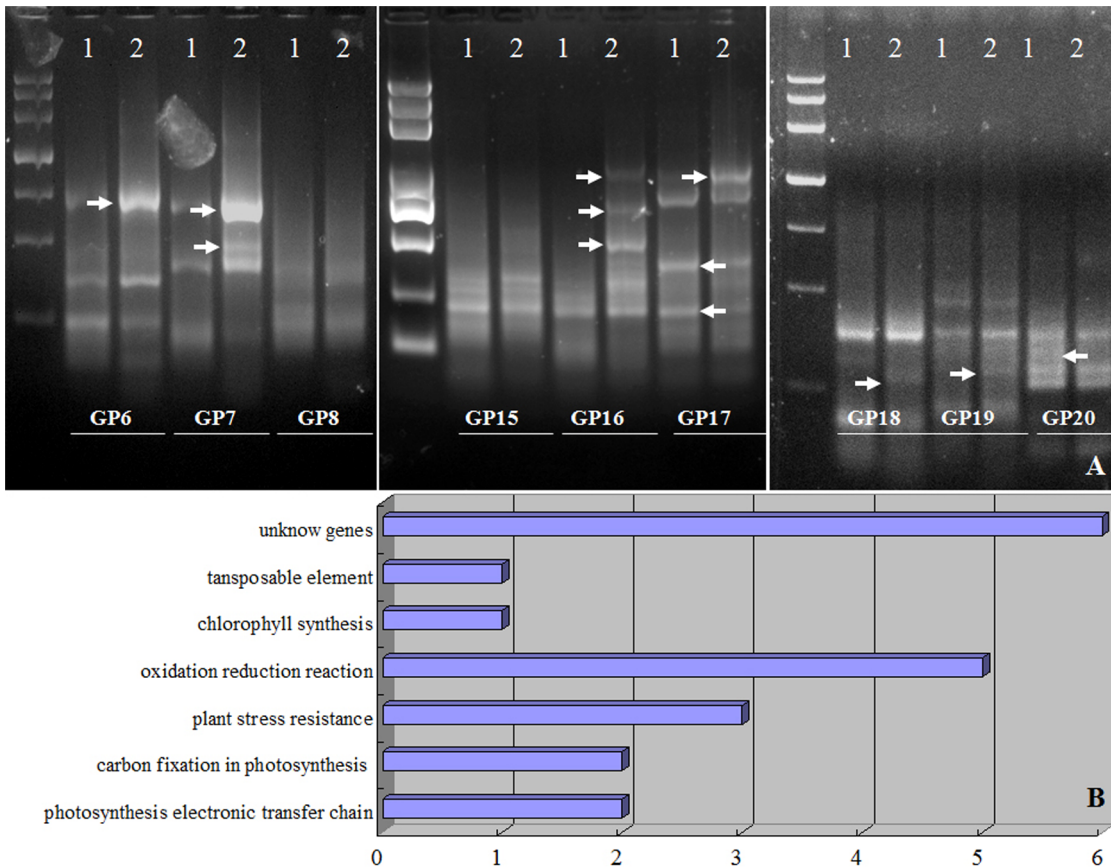 1 2 1 2 1 2
1 2 1 2 1 2
1 2 1 2 1 2
GP6 GP7 GP8
GP15 GP16 GP17
GP18 GP19 GP20
A
unknow genes
tansposable element
chlorophyll synthesis
oxidation reduction reaction
plant stress resistance
carbon fixation in photosynthesis
photosynthesis electronic transfer chain
B
0 1 2 3 4 5 6